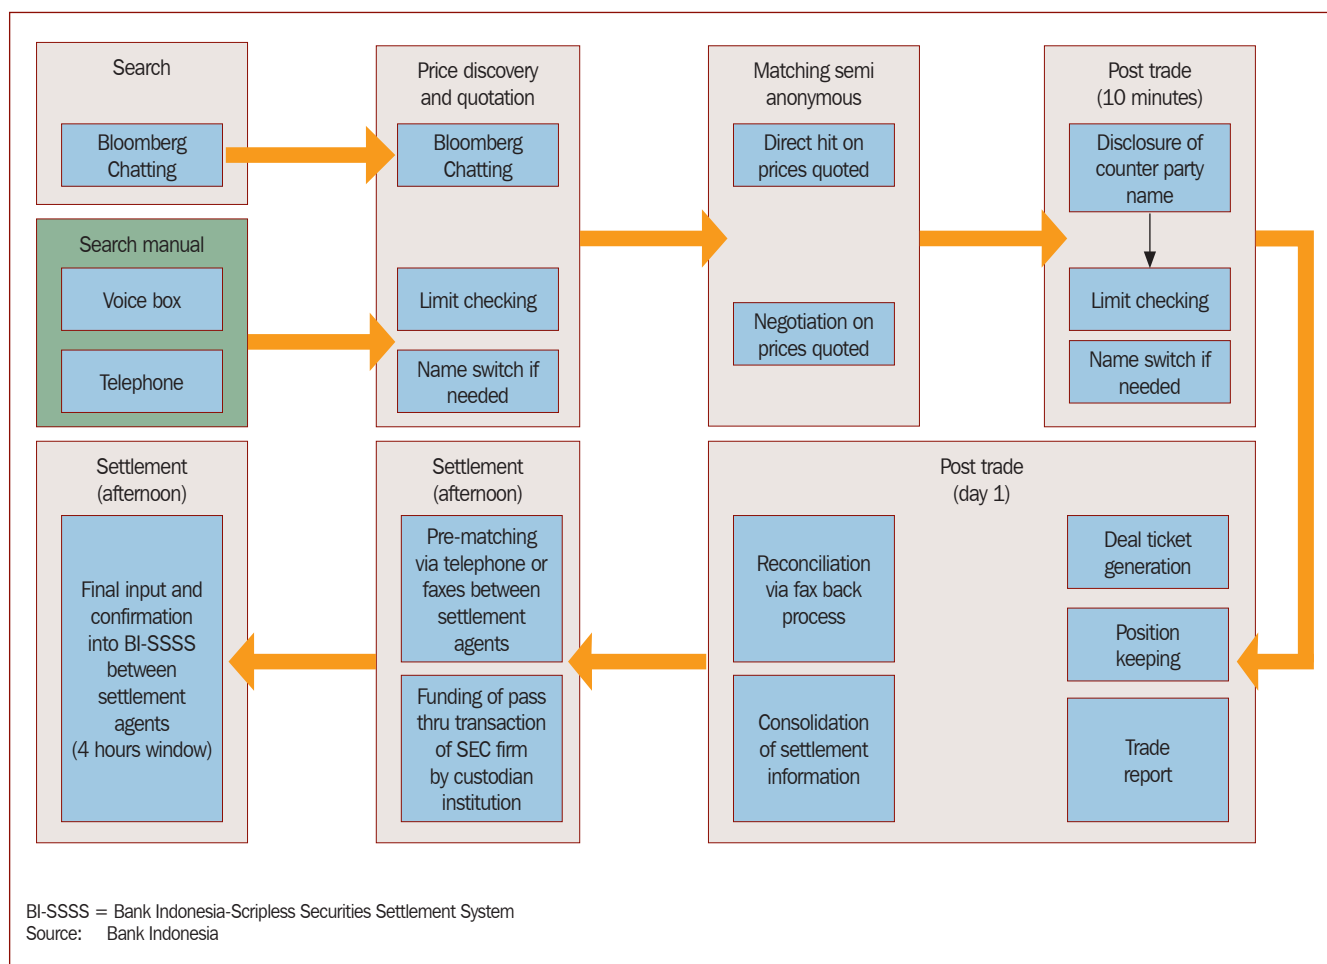 Search
Bloomberg
Chatting
Search manual
Voice box
Telephone
Price discovery
and quotation
Bloomberg
Chatting
Limit checking
Name switch if
needed
Matching semi
anonymous
Direct hit on
prices quoted
Negotiation on
prices quoted
Post trade
(10 minutes)
Disclosure of
counter party
name
Limit checking
Name switch if
needed
Post trade
(day 1)
Deal ticket
generation
Position
keeping
Trade
report
Reconciliation
via fax back
process
Consolidation
of settlement
information
Settlement
(afternoon)
Pre-matching
via telephone or
faxes between
settlement
agents
Funding of pass
thru transaction
of SEC firm
by custodian
institution
Settlement
(afternoon)
Final input and
confirmation
into BI-SSSS
between
settlement
agents
(4 hours window)
BI-SSSS = Bank Indonesia-Scripless Securities Settlement System
Source: Bank Indonesia